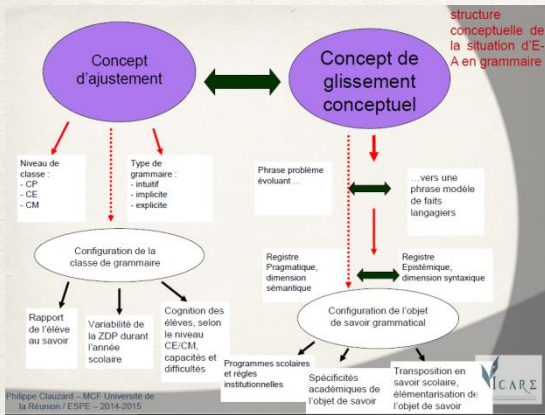 structure
conceptuelle de
la situation d'E-
A en grammaire
Concept
d'ajustement
Concept de
glissement
conceptuel
Niveau de
classe :
- CP
- CE
- CM
Type de
grammaire :
- intuitif
- implicite
- explicite
Phrase problème
évoluant ...
...vers une
phrase modèle
de faits
langagiers
Configuration de la
classe de grammaire
Registre
Pragmatique,
dimension
sémantique
Registre
Epistémique,
dimension syntaxique
Rapport
de l'élève
au savoir
Variabilité de
la ZDP durant
l'année
scolaire
Cognition des
élèves, selon
le niveau
CE/CM,
capacités et
difficultés
Configuration de l'objet
de savoir grammatical
Programmes scolaires
et règles
institutionnelles
Spécificités
académiques de
l'objet de savoir
Transposition en
savoir scolaire,
élémentarisation de
l'objet de savoir
Philippe Clauzard – MCF Université de
la Réunion / ESPE – 2014-2015
ICARE